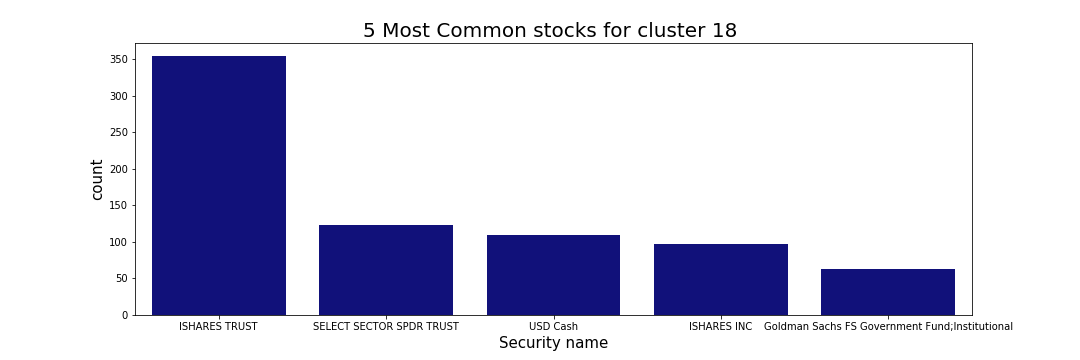 5 Most Common stocks for cluster 18
350
300
250
200
150
100
50
0
count
ISHARES TRUST
SELECT SECTOR SPDR TRUST
USD Cash
ISHARES INC
Goldman Sachs FS Government Fund;Institutional
Security name